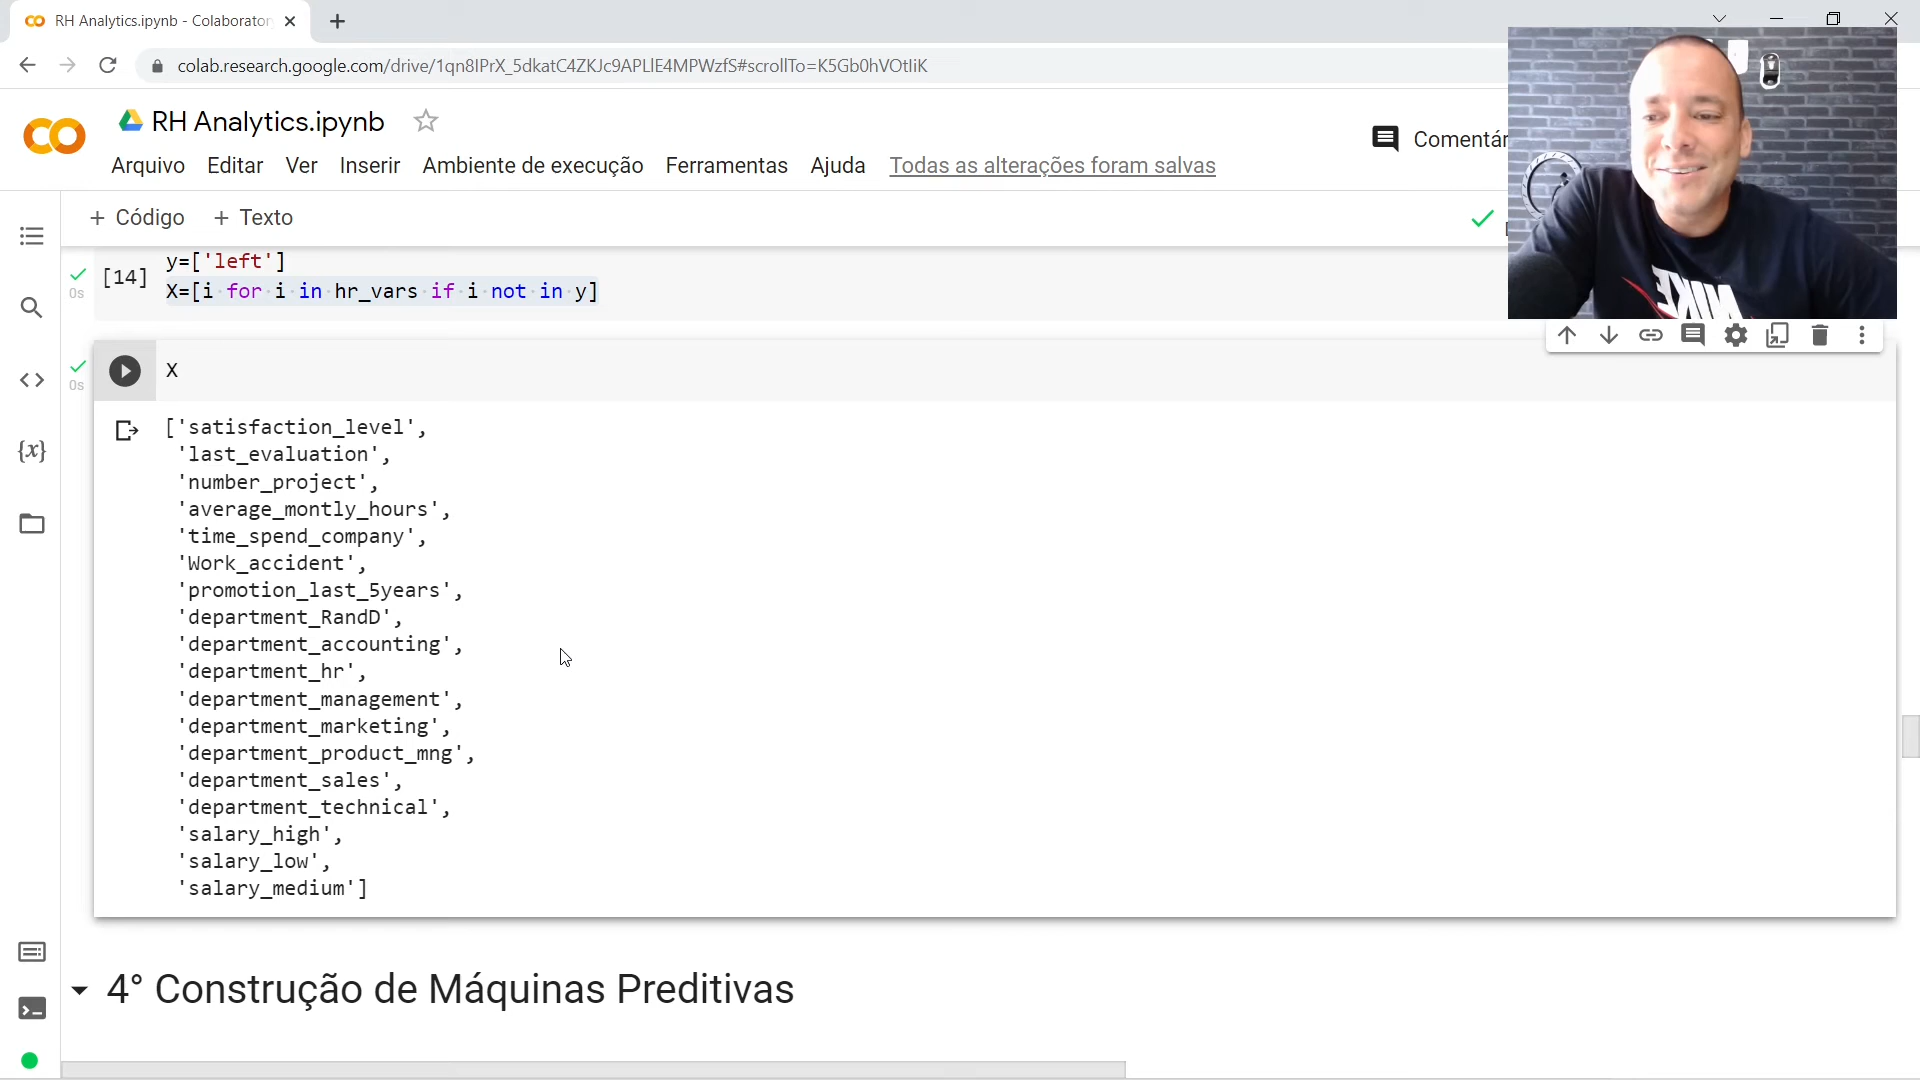 RH Analytics.ipynb - Colaborator
colab.research.google.com/drive/1qn8IPrX_5dkatC4ZKJc9APLlE4MPWzfS#scrollTo=K5Gb0hVOtliK
RH Analytics.ipynb
Comentár
Arquivo Editar Ver Inserir Ambiente de execução Ferramentas Ajuda Todas as alterações foram salvas
+ Código + Texto
y=['left']
[14]
0s
X=[i for i in hr_vars if i not in y]
X
0s
['satisfaction_level',
'last_evaluation',
'number_project',
'average_montly_hours',
'time_spend_company',
'Work_accident',
'promotion_last_5years',
'department_RandD',
'department_accounting',
'department_hr',
'department_management',
'department_marketing',
'department_product_mng',
'department_sales',
'department_technical',
'salary_high',
'salary_low',
'salary_medium']
4° Construção de Máquinas Preditivas